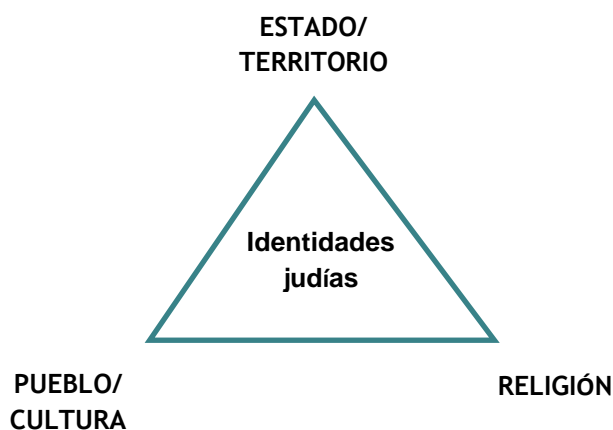 ESTADO/
TERRITORIO
Identidades
judías
PUEBLO/
CULTURA
RELIGIÓN